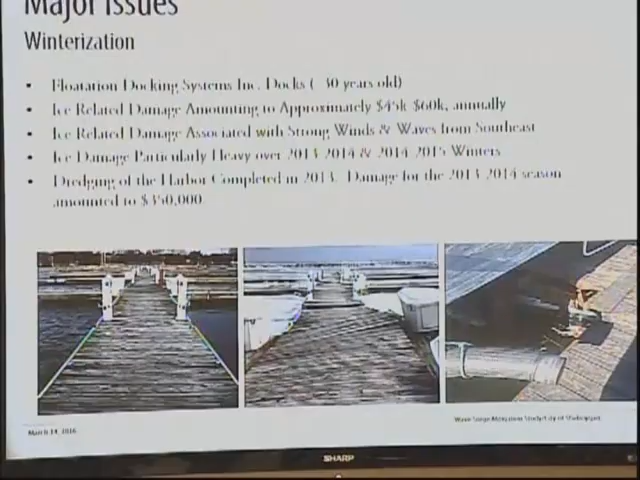 Major Issues
Winterization
• Floatation Docking Systems Inc. Docks (~30 years old)
• Ice Related Damage Amounting to Approximately $45k-$60k, annually
• Ice Related Damage Associated with Strong Winds & Waves from Southeast
• Ice Damage Particularly Heavy over 2013-2014 & 2014-2015 Winters
• Dredging of the Harbor Completed in 2013. Damage for the 2013-2014 season
amounted to $350,000
March 14, 2016
SHARP